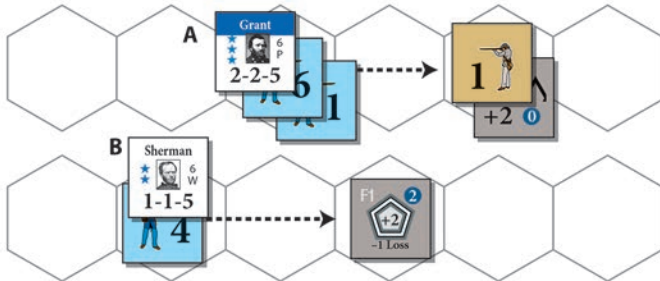 A
Grant
6
P
2-2-5
6
1
1
+2 0
B
Sherman
6
W
1-1-5
4
F1 2
+2
-1 Loss